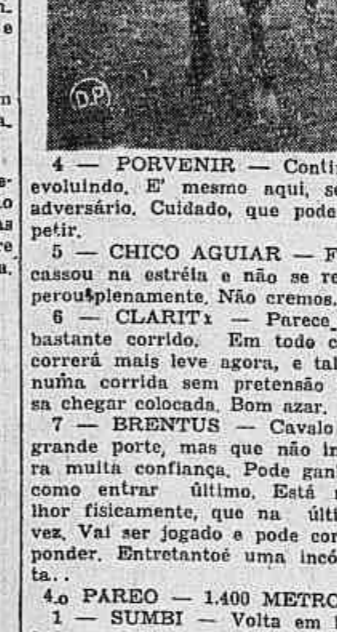 D.P.
4 — PORVENIR — Conti
evoluindo. E' mesmo aqui, se
adversário. Cuidado, que pode
petir.
5 — CHICO AGUIAR — F
cassou na estréia e não se re
perou plenamente. Não cremos.
6 — CLARITx — Parece
bastante corrido. Em todo c
correrá mais leve agora, e tal
numa corrida sem pretensão
sa chegar colocada. Bom azar.
7 — BRENTUS — Cavalo
grande porte, mas que não in
ra muita confiança. Pode gan
como entrar último. Está
lhor fisicamente, que na últi
vez. Vai ser jogado e pode cor
ponder. Entretantoé uma incó
ta..
4.o PAREO — 1.400 METRO
1 — SUMBI — Volta em